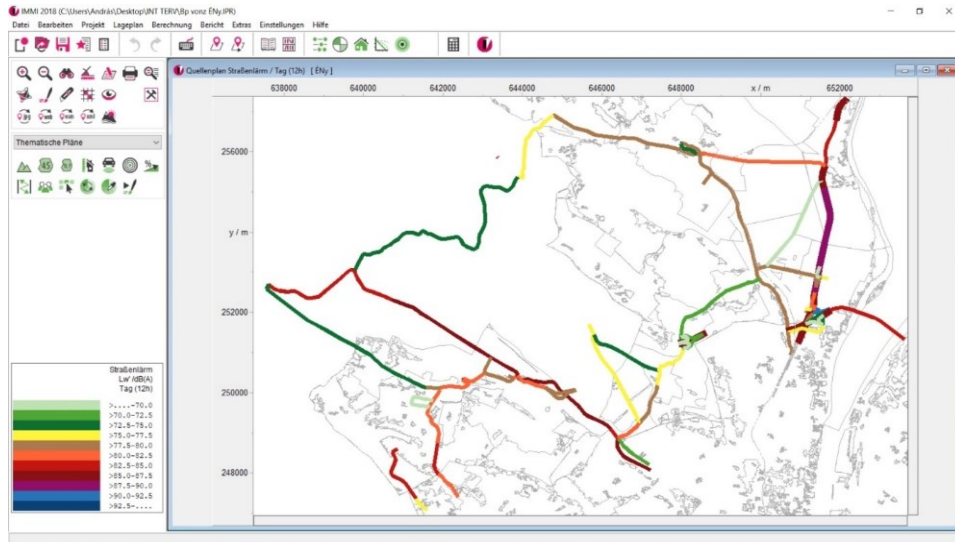 IMMI 2018 (C:\Users\András\Desktop\INT TERV\Bp vonz ÉNy.IPR)
Datei Bearbeiten Projekt Lageplan Berechnung Bericht Extras Einstellungen Hilfe
Thematische Pläne
Quellenplan Straßenlärm / Tag (12h) [ ÉNy ]
638000 640000 642000 644000 646000 648000 x / m 652000
256000
y / m
252000
250000
248000
Straßenlärm
Lw' /dB(A)
Tag (12h)
>....-70.0
>70.0-72.5
>72.5-75.0
>75.0-77.5
>77.5-80.0
>80.0-82.5
>82.5-85.0
>85.0-87.5
>87.5-90.0
>90.0-92.5
>92.5-....